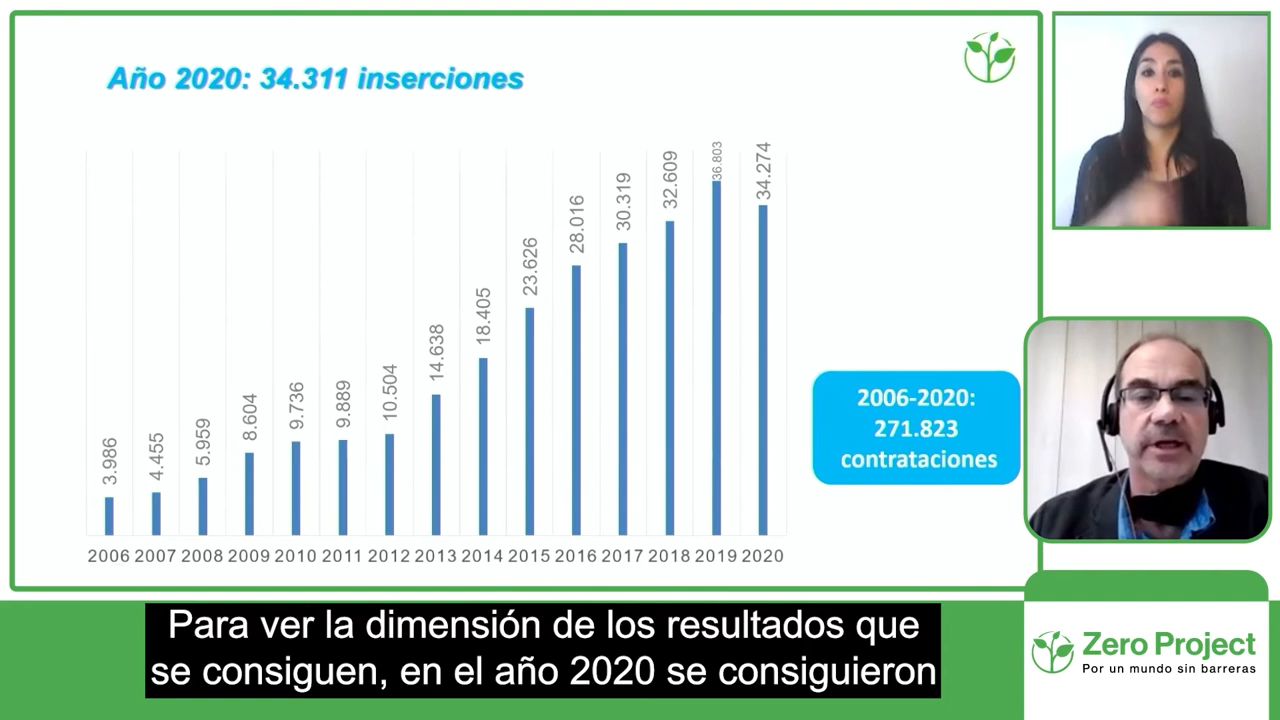 Año 2020: 34.311 inserciones
3.986
4.455
5.959
8.604
9.736
9.889
10.504
14.638
18.405
23.626
28.016
30.319
32.609
36.803
34.274
2006 2007 2008 2009 2010 2011 2012 2013 2014 2015 2016 2017 2018 2019 2020
2006-2020:
271.823
contrataciones
Para ver la dimensión de los resultados que
se consiguen, en el año 2020 se consiguieron
Zero Project
Por un mundo sin barreras